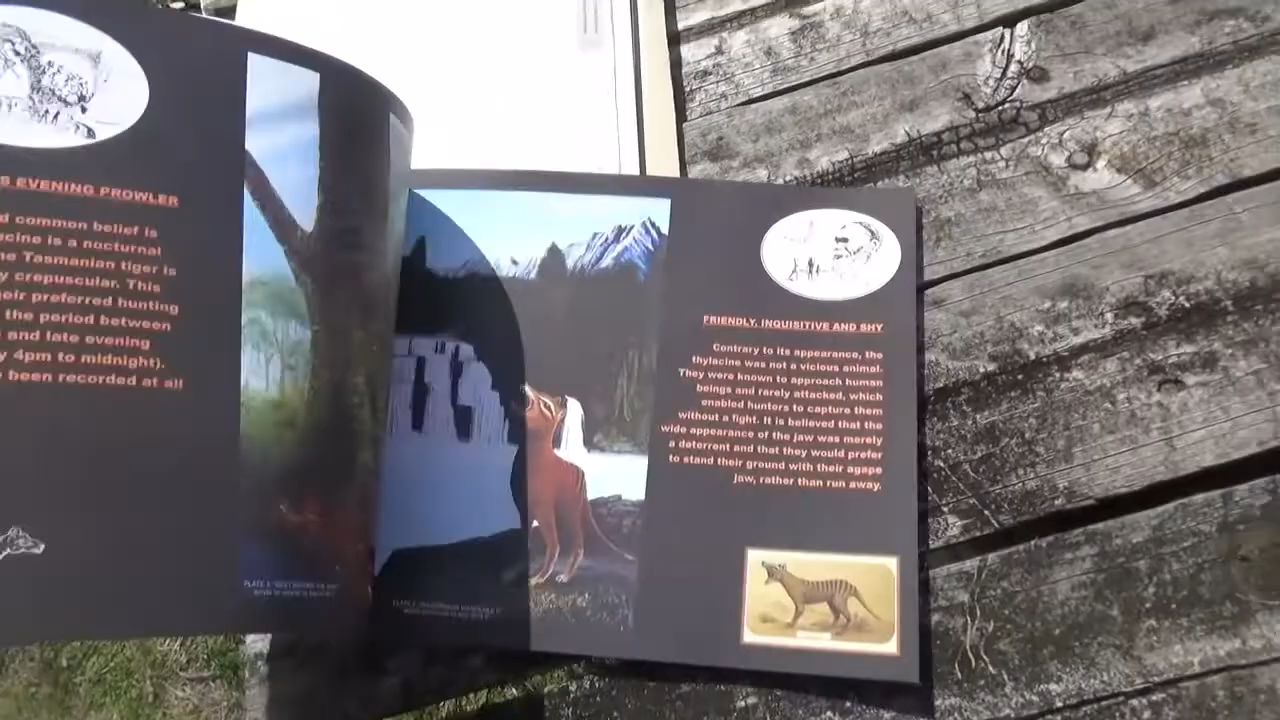 S EVENING PROWLER
d common belief is
cine is a nocturnal
ne Tasmanian tiger is
y crepuscular. This
eir preferred hunting
the period between
and late evening
y 4pm to midnight).
been recorded at all
FRIENDLY, INQUISITIVE AND SHY
Contrary to its appearance, the
thylacine was not a vicious animal.
They were known to approach human
beings and rarely attacked, which
enabled hunters to capture them
without a fight. It is believed that the
wide appearance of the jaw was merely
a deterrent and that they would prefer
to stand their ground with their agape
jaw, rather than run away.